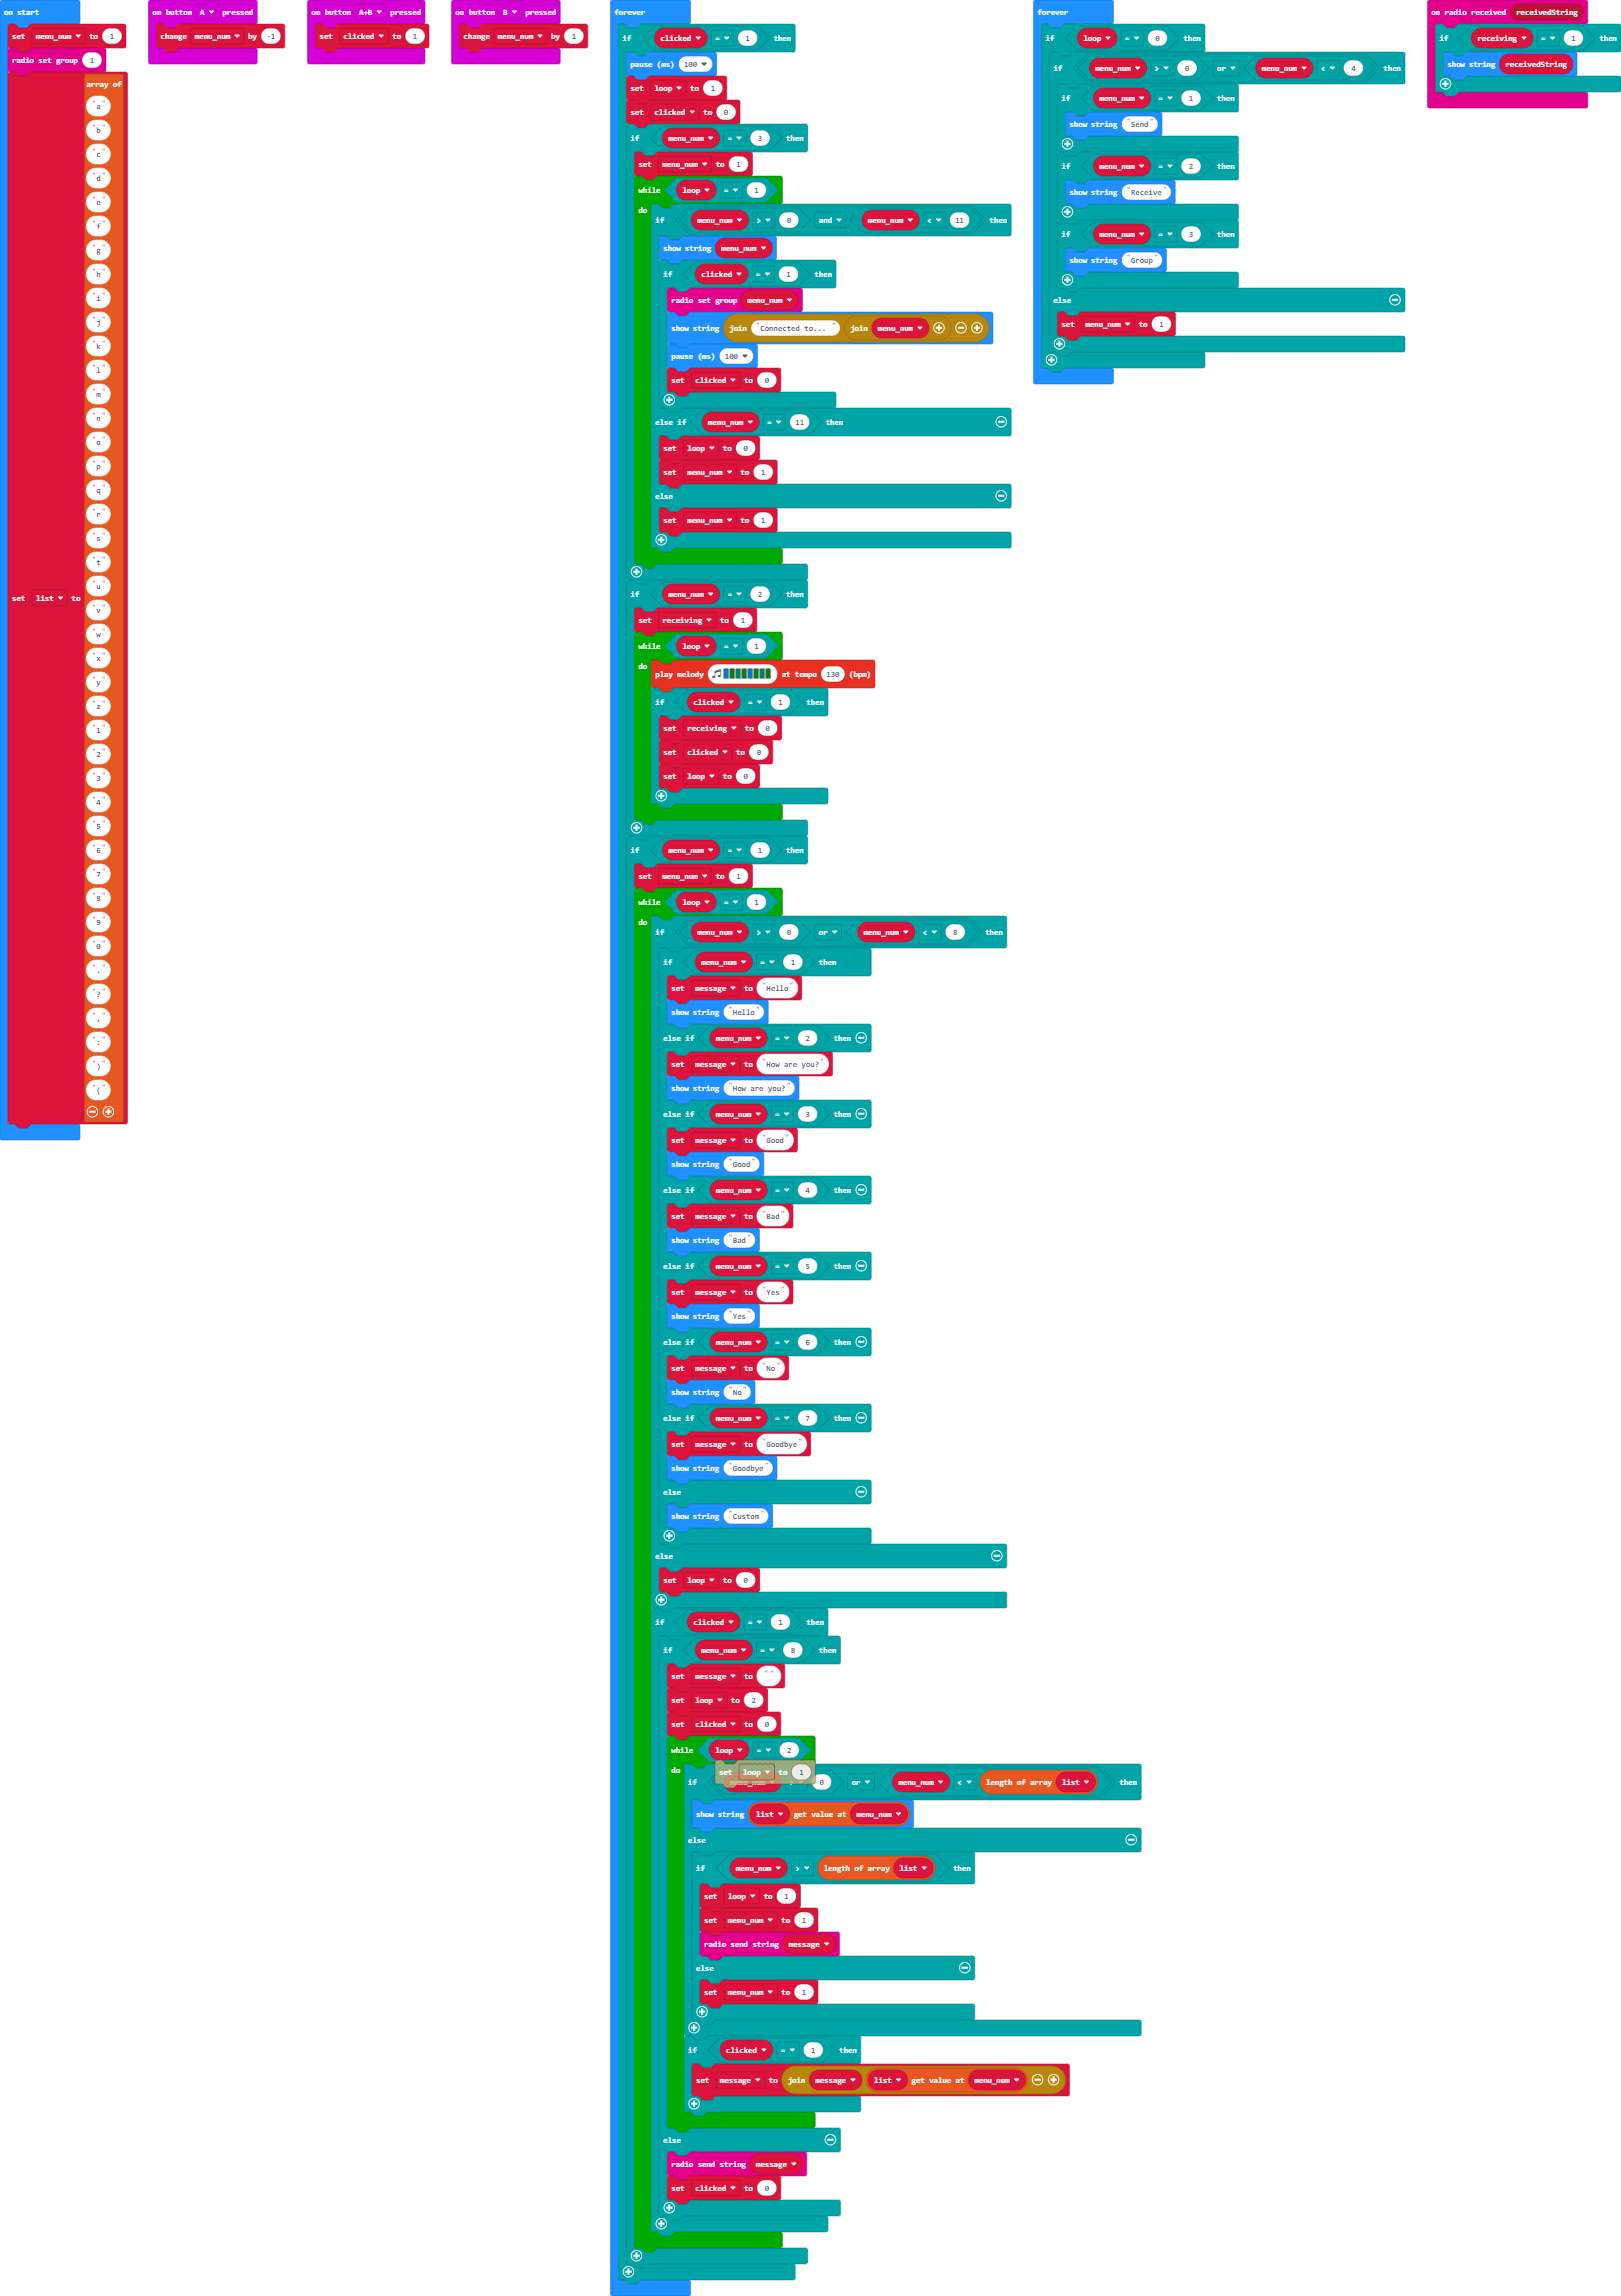 on start
set menu_num to 1
radio set group 1
set list to
array of
"a"
"b"
"c"
"d"
"e"
"f"
"g"
"h"
"i"
"j"
"k"
"l"
"m"
"n"
"o"
"p"
"q"
"r"
"s"
"t"
"u"
"v"
"w"
"x"
"y"
"z"
"1"
"2"
"3"
"4"
"5"
"6"
"7"
"8"
"9"
"0"
"."
"?"
","
":"
")"
"("
on button A pressed
change menu_num by -1
on button A+B pressed
set clicked to 1
on button B pressed
change menu_num by 1
forever
if clicked = 1 then
pause (ms) 100
set loop to 1
set clicked to 0
if menu_num = 3 then
set menu_num to 1
while loop = 1
do
if menu_num > 0 and menu_num < 11 then
show string menu_num
if clicked = 1 then
radio set group menu_num
show string join "Connected to... " join menu_num
pause (ms) 100
set clicked to 0
else if menu_num = 11 then
set loop to 0
set menu_num to 1
else
set menu_num to 1
if menu_num = 2 then
set receiving to 1
while loop = 1
do
play melody at tempo 130 (bpm)
if clicked = 1 then
set receiving to 0
set clicked to 0
set loop to 0
if menu_num = 1 then
set menu_num to 1
while loop = 1
do
if menu_num > 0 or menu_num < 8 then
if menu_num = 1 then
set message to "Hello"
show string "Hello"
else if menu_num = 2 then
set message to "How are you?"
show string "How are you?"
else if menu_num = 3 then
set message to "Good"
show string "Good"
else if menu_num = 4 then
set message to "Bad"
show string "Bad"
else if menu_num = 5 then
set message to "Yes"
show string "Yes"
else if menu_num = 6 then
set message to "No"
show string "No"
else if menu_num = 7 then
set message to "Goodbye"
show string "Goodbye"
else
show string "Custom"
else
set loop to 0
if clicked = 1 then
if menu_num = 8 then
set message to " "
set loop to 2
set clicked to 0
while loop = 2
set loop to 1
do
if menu_num 0 or menu_num < length of array list then
show string list get value at menu_num
else
if menu_num > length of array list then
set loop to 1
set menu_num to 1
radio send string message
else
set menu_num to 1
if clicked = 1 then
set message to join message list get value at menu_num
else
radio send string message
set clicked to 0
forever
if loop = 0 then
if menu_num > 0 or menu_num < 4 then
if menu_num = 1 then
show string "Send"
if menu_num = 2 then
show string "Receive"
if menu_num = 3 then
show string "Group"
else
set menu_num to 1
on radio received receivedString
if receiving = 1 then
show string receivedString